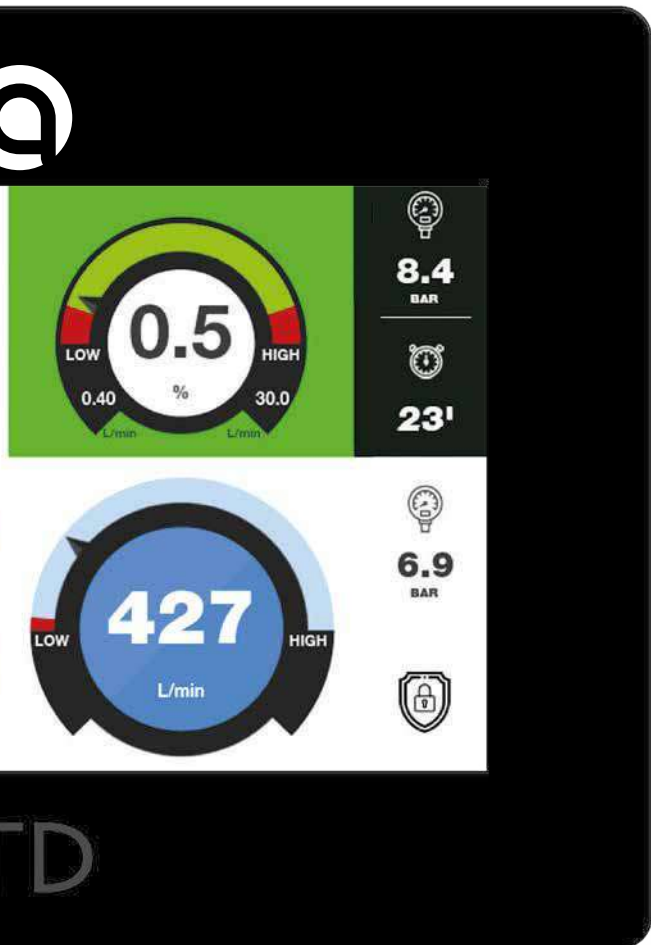 8.4
BAR
0.5
%
LOW
HIGH
0.40
30.0
L/min
L/min
23'
6.9
BAR
427
L/min
LOW
HIGH
TD